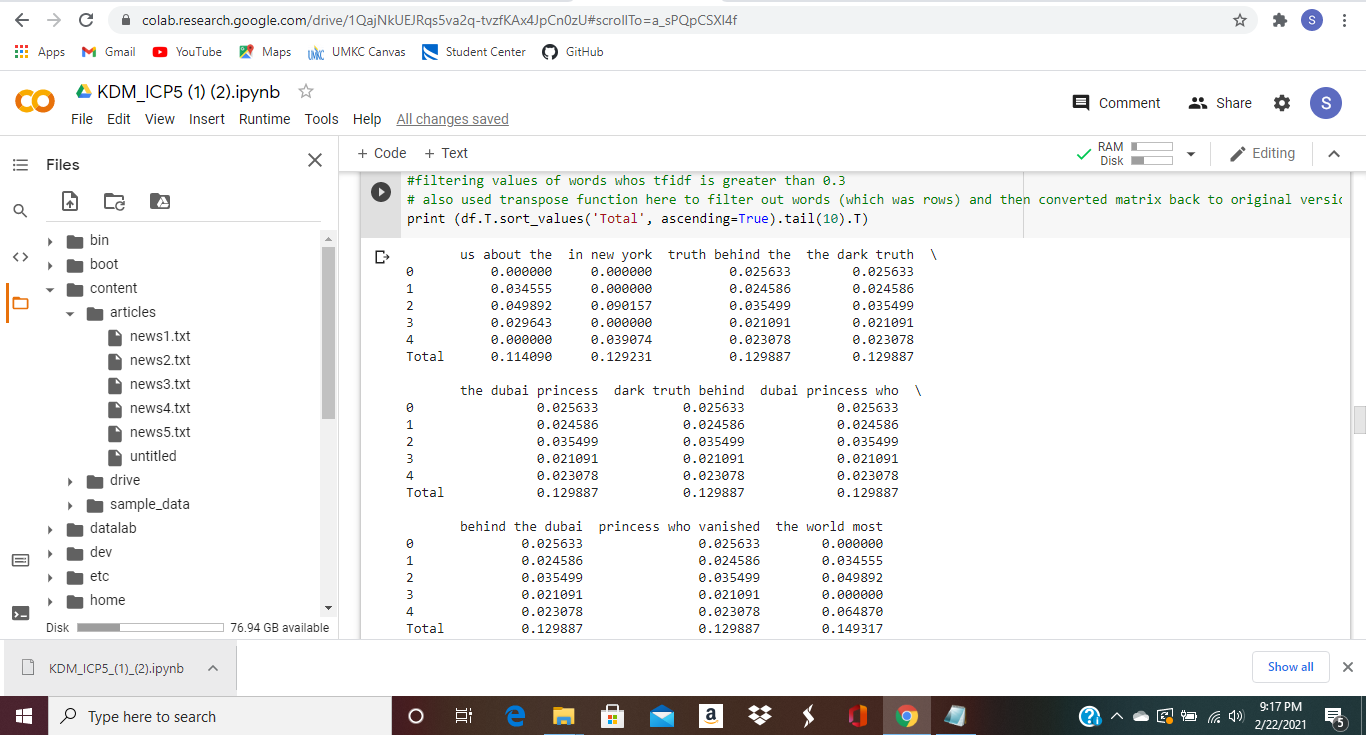 colab.research.google.com/drive/1QajNkUEJRqs5va2q-tvzfKAx4JpCn0zU#scrollTo=a_sPQpCSXl4f
S
Apps Gmail YouTube Maps UMKC Canvas Student Center GitHub
KDM_ICP5 (1) (2).ipynb
File Edit View Insert Runtime Tools Help All changes saved
Comment Share S
Files
+ Code + Text
RAM
Disk
Editing
bin
boot
content
articles
news1.txt
news2.txt
news3.txt
news4.txt
news5.txt
untitled
drive
sample_data
datalab
dev
etc
home
Disk 76.94 GB available
#filtering values of words whos tfidf is greater than 0.3
# also used transpose function here to filter out words (which was rows) and then converted matrix back to original versic
print (df.T.sort_values('Total', ascending=True).tail(10).T)
us about the in new york truth behind the the dark truth \
0 0.000000 0.000000 0.025633 0.025633
1 0.034555 0.000000 0.024586 0.024586
2 0.049892 0.090157 0.035499 0.035499
3 0.029643 0.000000 0.021091 0.021091
4 0.000000 0.039074 0.023078 0.023078
Total 0.114090 0.129231 0.129887 0.129887
the dubai princess dark truth behind dubai princess who \
0 0.025633 0.025633 0.025633
1 0.024586 0.024586 0.024586
2 0.035499 0.035499 0.035499
3 0.021091 0.021091 0.021091
4 0.023078 0.023078 0.023078
Total 0.129887 0.129887 0.129887
behind the dubai princess who vanished the world most
0 0.025633 0.025633 0.000000
1 0.024586 0.024586 0.034555
2 0.035499 0.035499 0.049892
3 0.021091 0.021091 0.000000
4 0.023078 0.023078 0.064870
Total 0.129887 0.129887 0.149317
KDM_ICP5_(1)_(2).ipynb
Show all
Type here to search
9:17 PM
2/22/2021
5